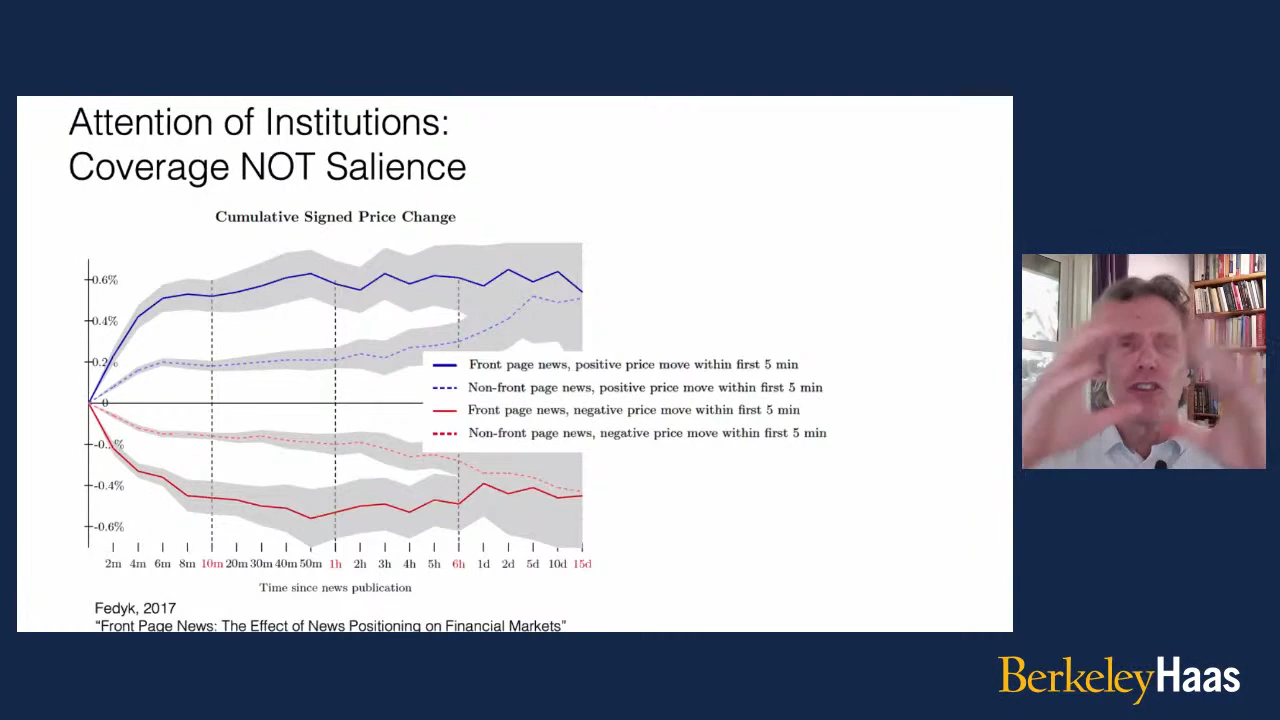 Attention of Institutions:
Coverage NOT Salience
Cumulative Signed Price Change
0.6%
0.4%
0
-0.4%
-0.6%
Front page news, positive price move within first 5 min
Non-front page news, positive price move within first 5 min
Front page news, negative price move within first 5 min
Non-front page news, negative price move within first 5 min
2m 4m 6m 8m 10m 20m 30m 40m 50m 1h 2h 3h 4h 5h 6h 1d 2d 5d 10d 15d
Time since news publication
Fedyk, 2017
"Front Page News: The Effect of News Positioning on Financial Markets"
BerkeleyHaas